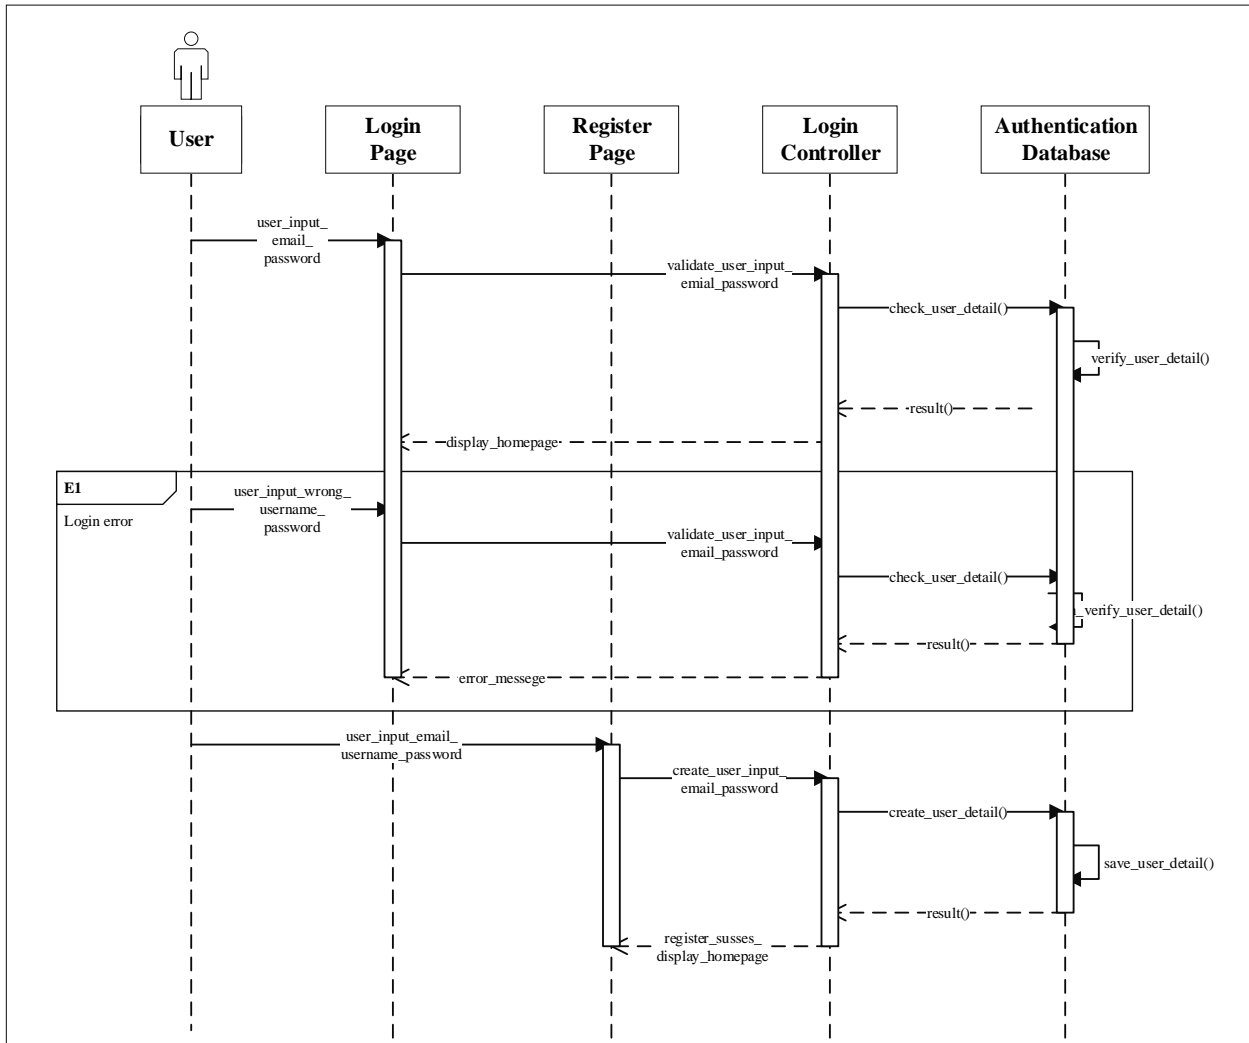 User
Login
Page
Register
Page
Login
Controller
Authentication
Database
user_input_
email_
password
validate_user_input_
emial_password
check_user_detail()
verify_user_detail()
result()
display_homepage
E1
Login error
user_input_wrong_
username_
password
validate_user_input_
email_password
check_user_detail()
_verify_user_detail()
result()
error_messege
user_input_email_
username_password
create_user_input_
email_password
create_user_detail()
save_user_detail()
result()
register_susses_
display_homepage